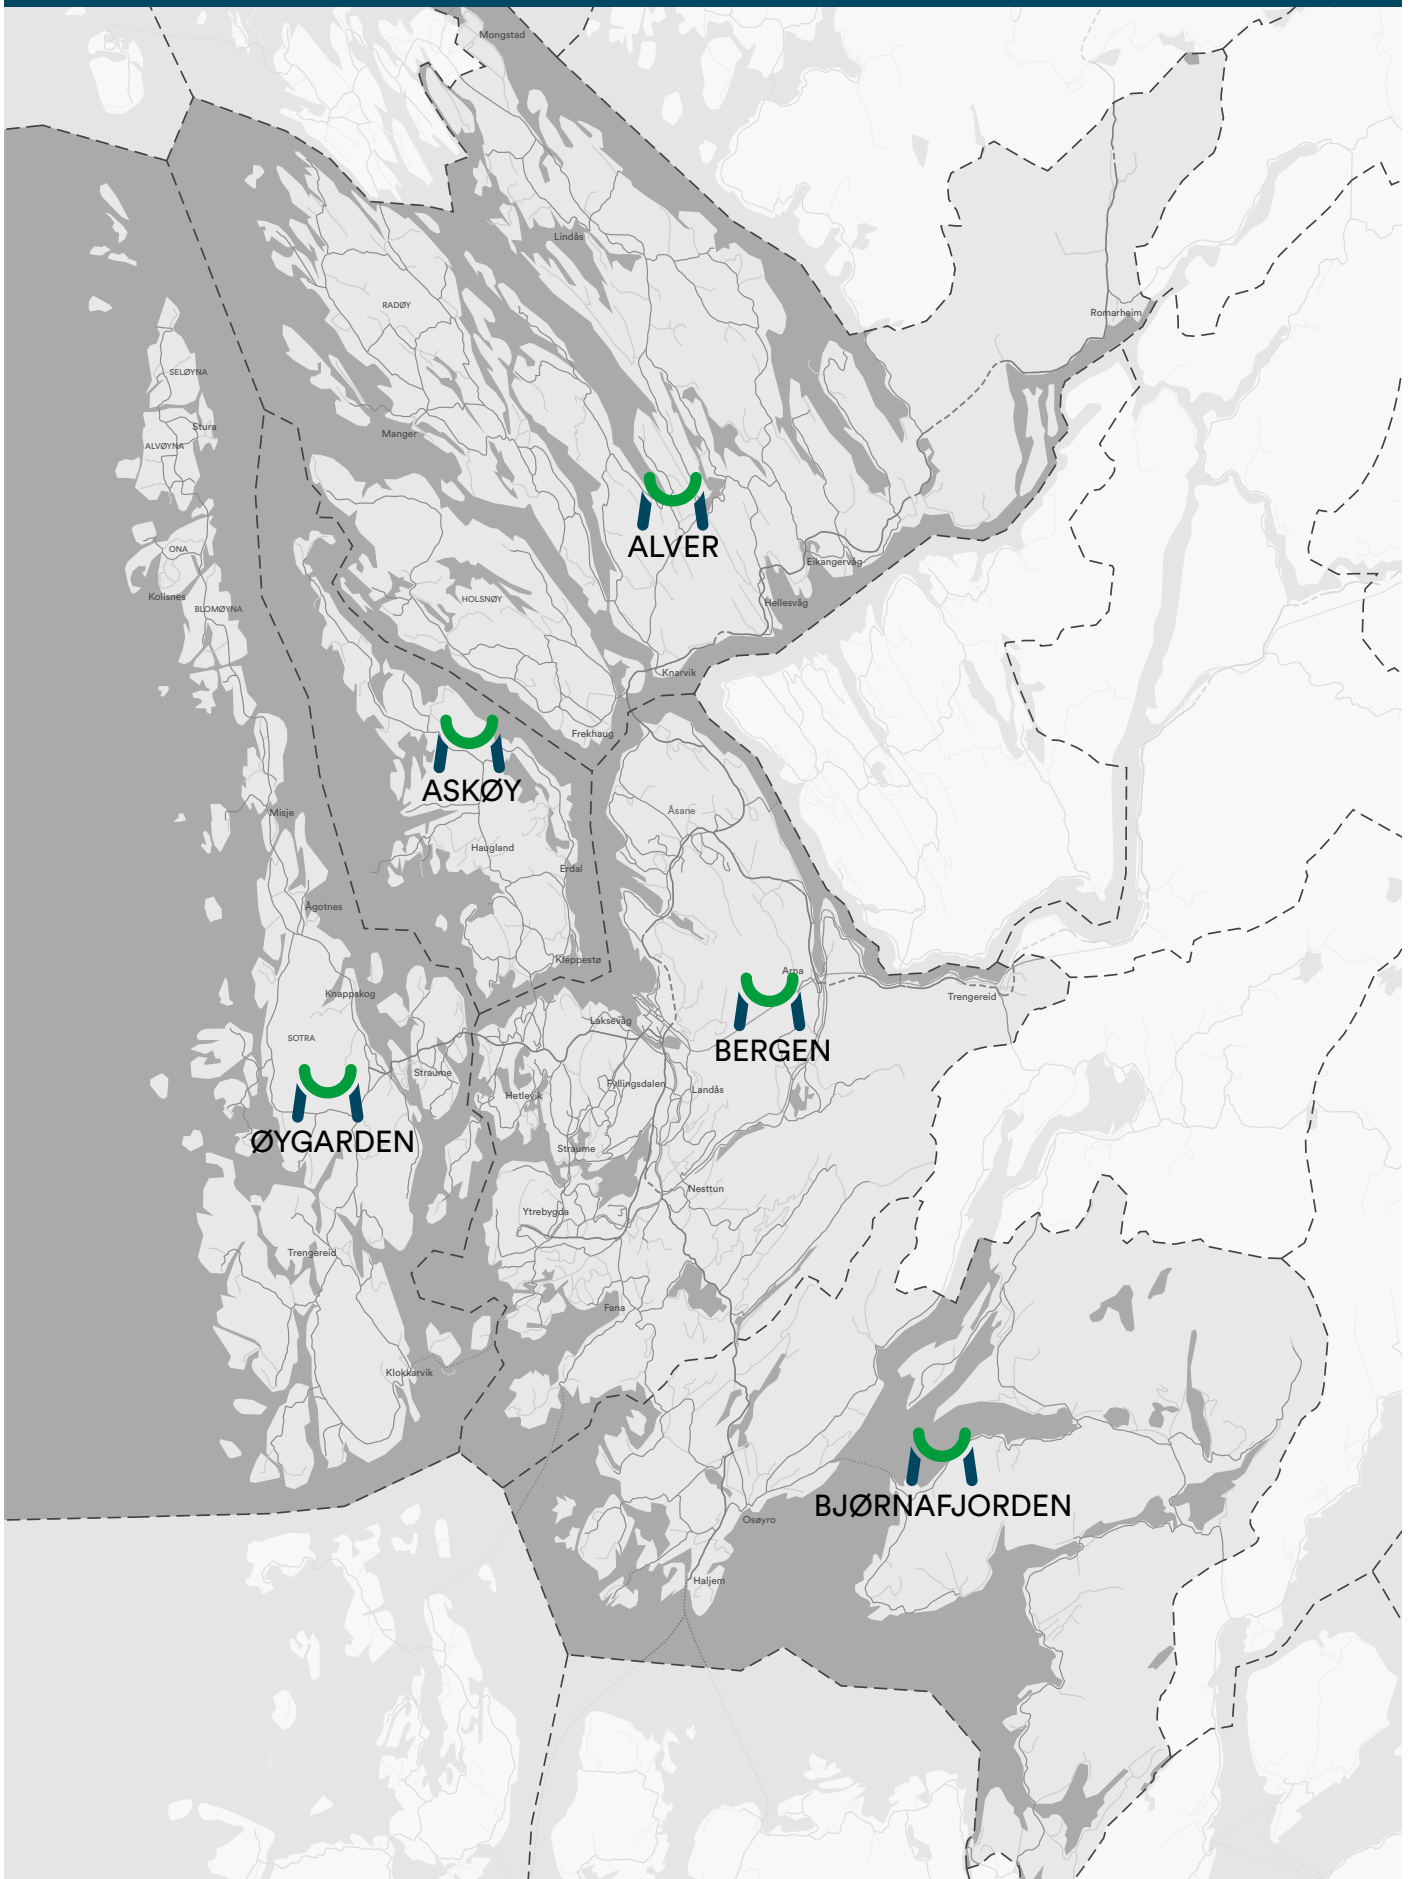 Mongstad
Lindås
RADØY
Romarheim
SELØYNA
Stura
Manger
ALVØYNA
ALVER
ONA
Eikangervåg
Kollsnes
HOLSNØY
Hellesvåg
BLOMØYNA
Knarvik
Frekhaug
ASKØY
Åsane
Misje
Haugland
Erdal
Ågotnes
Kleppestø
Arna
Knappskog
Trengereid
Laksevåg
SOTRA
BERGEN
Straume
Fyllingsdalen
Landås
Hetlevik
ØYGARDEN
Straume
Nesttun
Ytrebygda
Trengereid
Fana
Klokkarvik
BJØRNAFJORDEN
Osøyro
Haljem